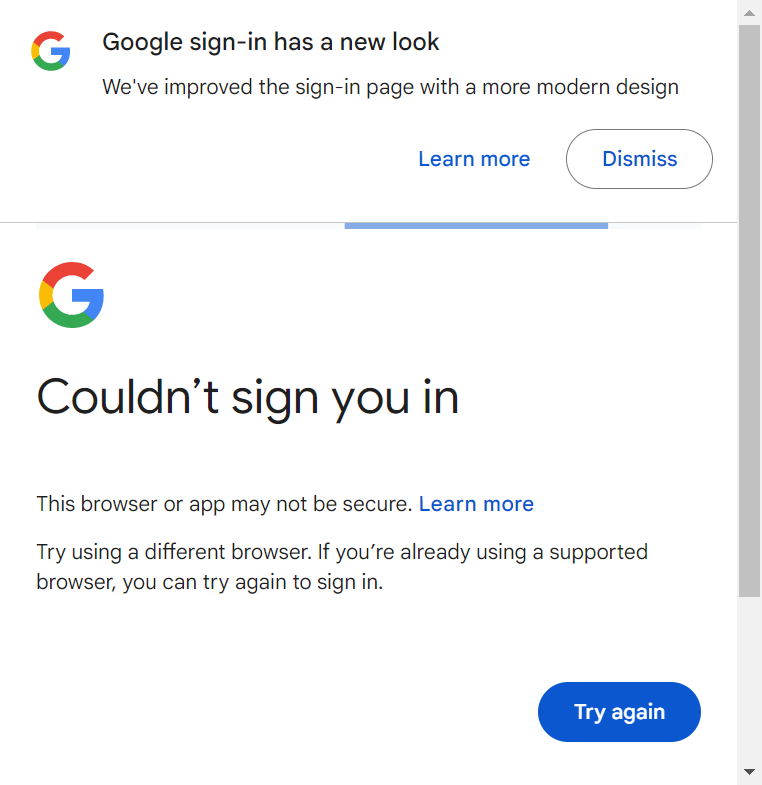 Google sign-in has a new look
We've improved the sign-in page with a more modern design
Learn more
Dismiss
Couldn’t sign you in
This browser or app may not be secure. Learn more
Try using a different browser. If you’re already using a supported
browser, you can try again to sign in.
Try again